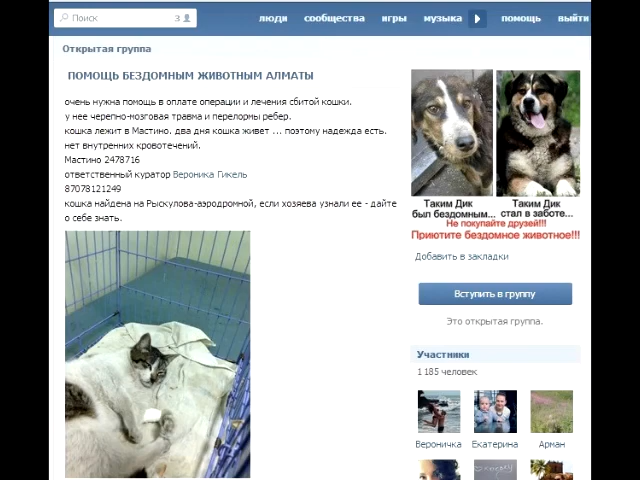 Поиск
3
люди
сообщества
игры
музыка
помощь
выйти
Открытая группа
ПОМОЩЬ БЕЗДОМНЫМ ЖИВОТНЫМ АЛМАТЫ
очень нужна помощь в оплате операции и лечения сбитой кошки.
у нее черепно-мозговая травма и переломы ребер.
кошка лежит в Мастино. два дня кошка живет ... поэтому надежда есть.
нет внутренних кровотечений.
Мастино 2478716
ответственный куратор Вероника Гикель
87078121249
кошка найдена на Рыскулова-аэродромной, если хозяева узнали ее - дайте
о себе знать.
Таким Дик
был бездомным...
Таким Дик
стал в заботе...
Не покупайте друзей!!!
Приютите бездомное животное!!!
Добавить в закладки
Вступить в группу
Это открытая группа.
Участники
1 185 человек
Вероничка
Екатерина
Арман